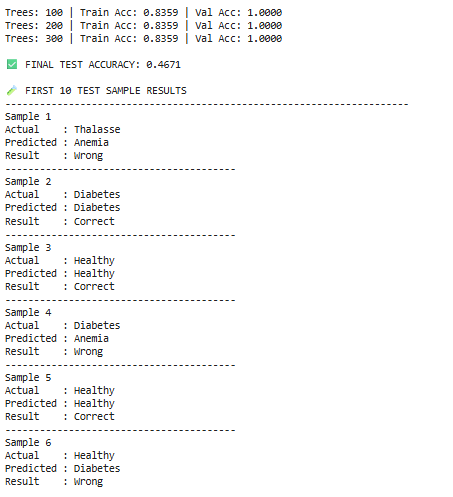 Trees: 100 | Train Acc: 0.8359 | Val Acc: 1.0000
Trees: 200 | Train Acc: 0.8359 | Val Acc: 1.0000
Trees: 300 | Train Acc: 0.8359 | Val Acc: 1.0000
✅ FINAL TEST ACCURACY: 0.4671
🧪 FIRST 10 TEST SAMPLE RESULTS
----------------------------------------------------------------------
Sample 1
Actual    : Thalasse
Predicted : Anemia
Result    : Wrong
----------------------------------------
Sample 2
Actual    : Diabetes
Predicted : Diabetes
Result    : Correct
----------------------------------------
Sample 3
Actual    : Healthy
Predicted : Healthy
Result    : Correct
----------------------------------------
Sample 4
Actual    : Diabetes
Predicted : Anemia
Result    : Wrong
----------------------------------------
Sample 5
Actual    : Healthy
Predicted : Healthy
Result    : Correct
----------------------------------------
Sample 6
Actual    : Healthy
Predicted : Diabetes
Result    : Wrong